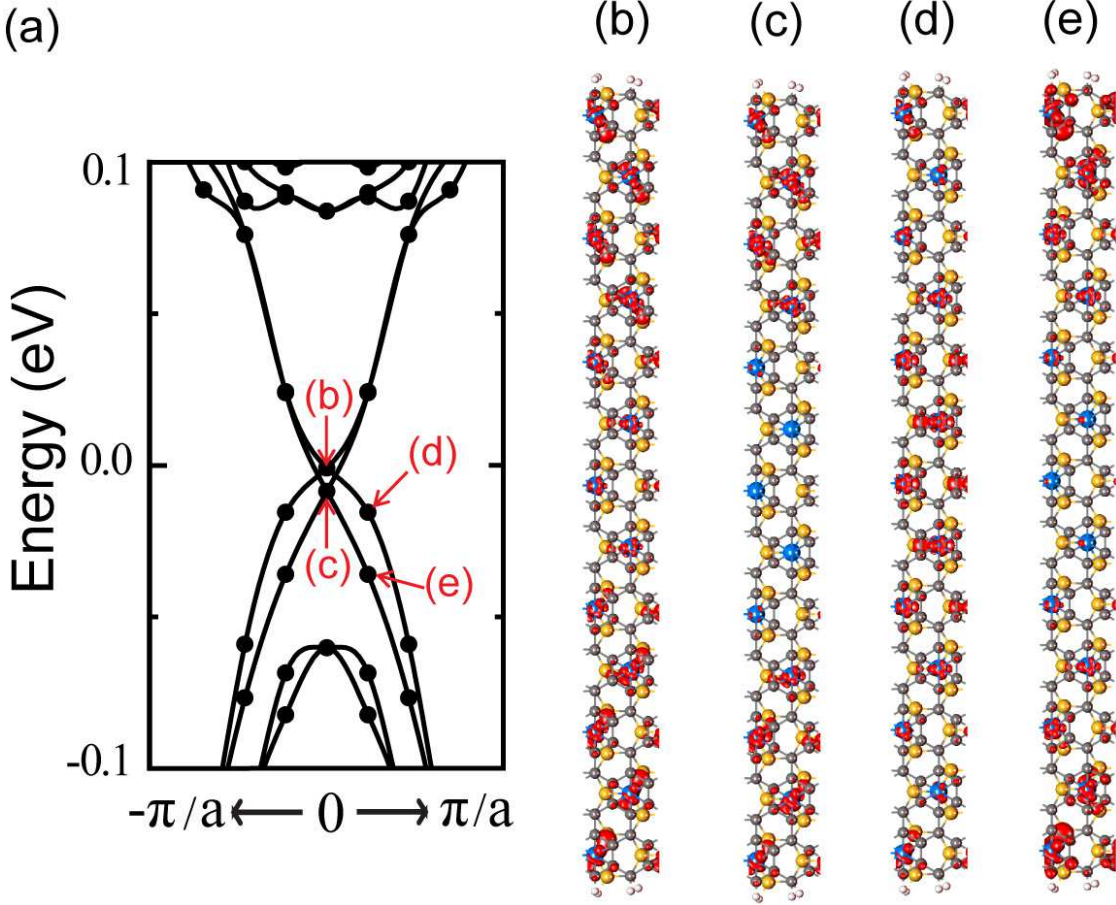 (a)
(b)
(c)
(d)
(e)
0.1
0.0
-0.1
Energy (eV)
(b)
(d)
(c)
(e)
-π/a
0
π/a